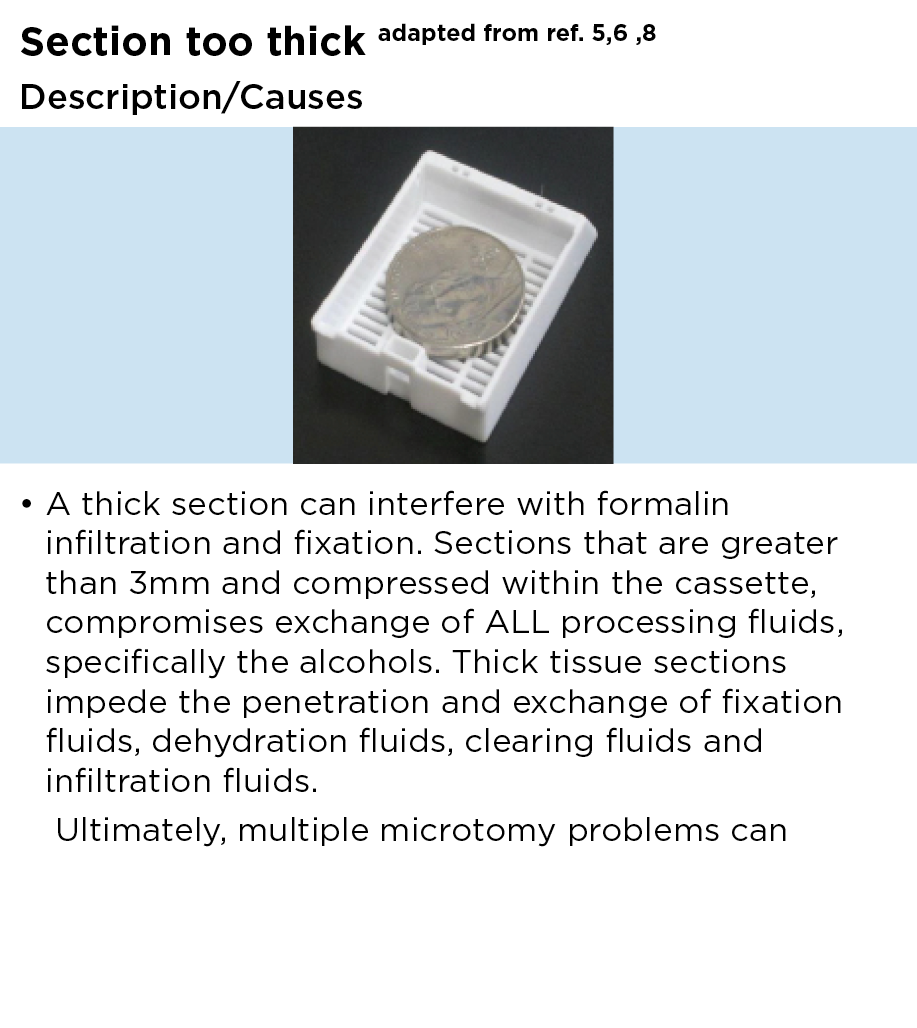 Section too thick adapted from ref. 5,6 ,8
Description/Causes
• A thick section can interfere with formalin
infiltration and fixation. Sections that are greater
than 3mm and compressed within the cassette,
compromises exchange of ALL processing fluids,
specifically the alcohols. Thick tissue sections
impede the penetration and exchange of fixation
fluids, dehydration fluids, clearing fluids and
infiltration fluids.
Ultimately, multiple microtomy problems can